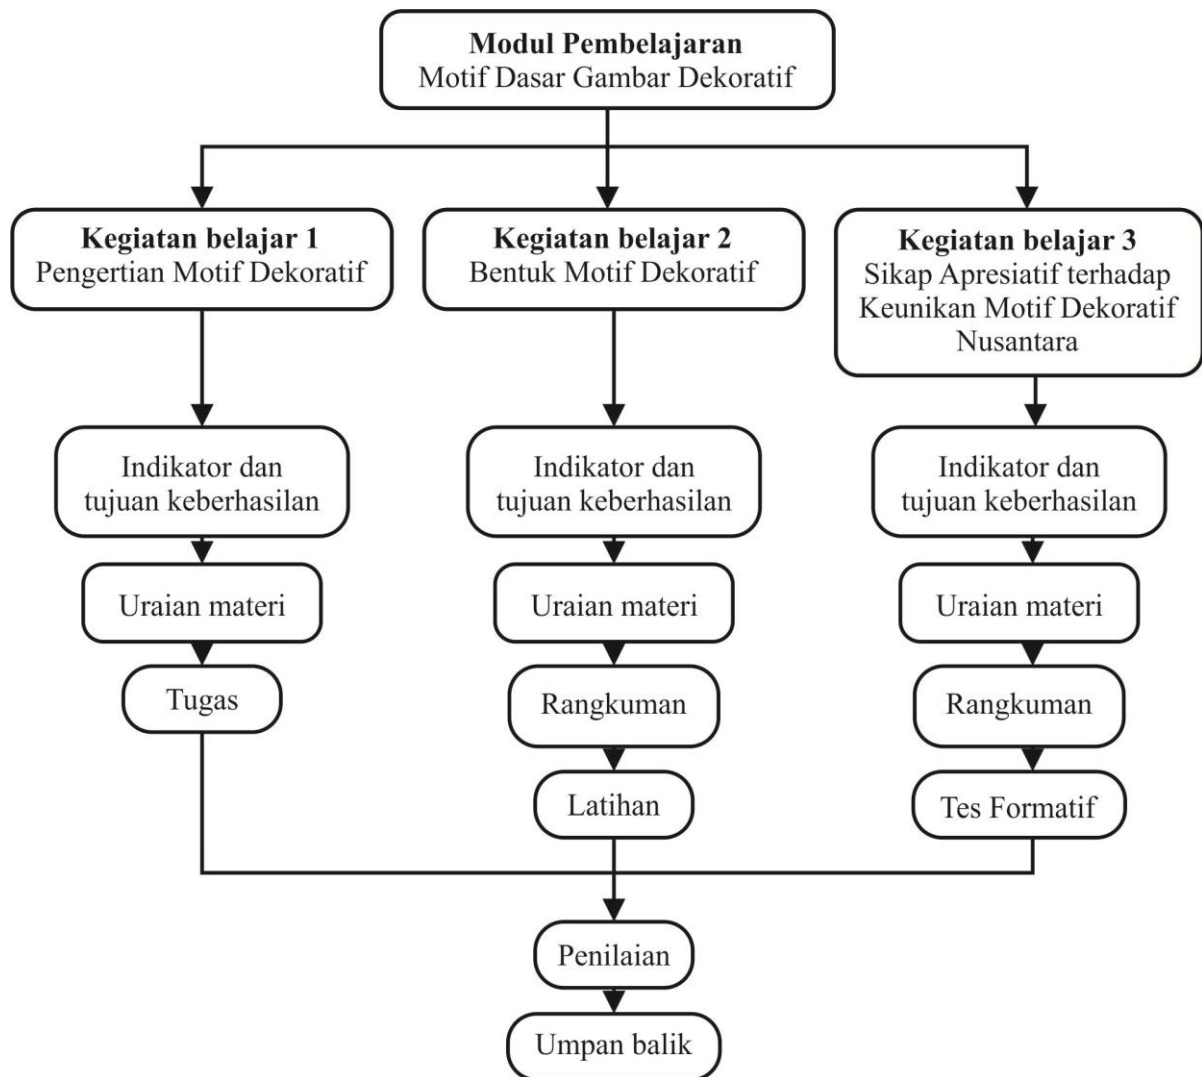 Modul Pembelajaran
Motif Dasar Gambar Dekoratif
Kegiatan belajar 1
Pengertian Motif Dekoratif
Kegiatan belajar 2
Bentuk Motif Dekoratif
Kegiatan belajar 3
Sikap Apresiatif terhadap
Keunikan Motif Dekoratif
Nusantara
Indikator dan
tujuan keberhasilan
Indikator dan
tujuan keberhasilan
Indikator dan
tujuan keberhasilan
Uraian materi
Uraian materi
Uraian materi
Tugas
Rangkuman
Rangkuman
Latihan
Tes Formatif
Penilaian
Umpan balik